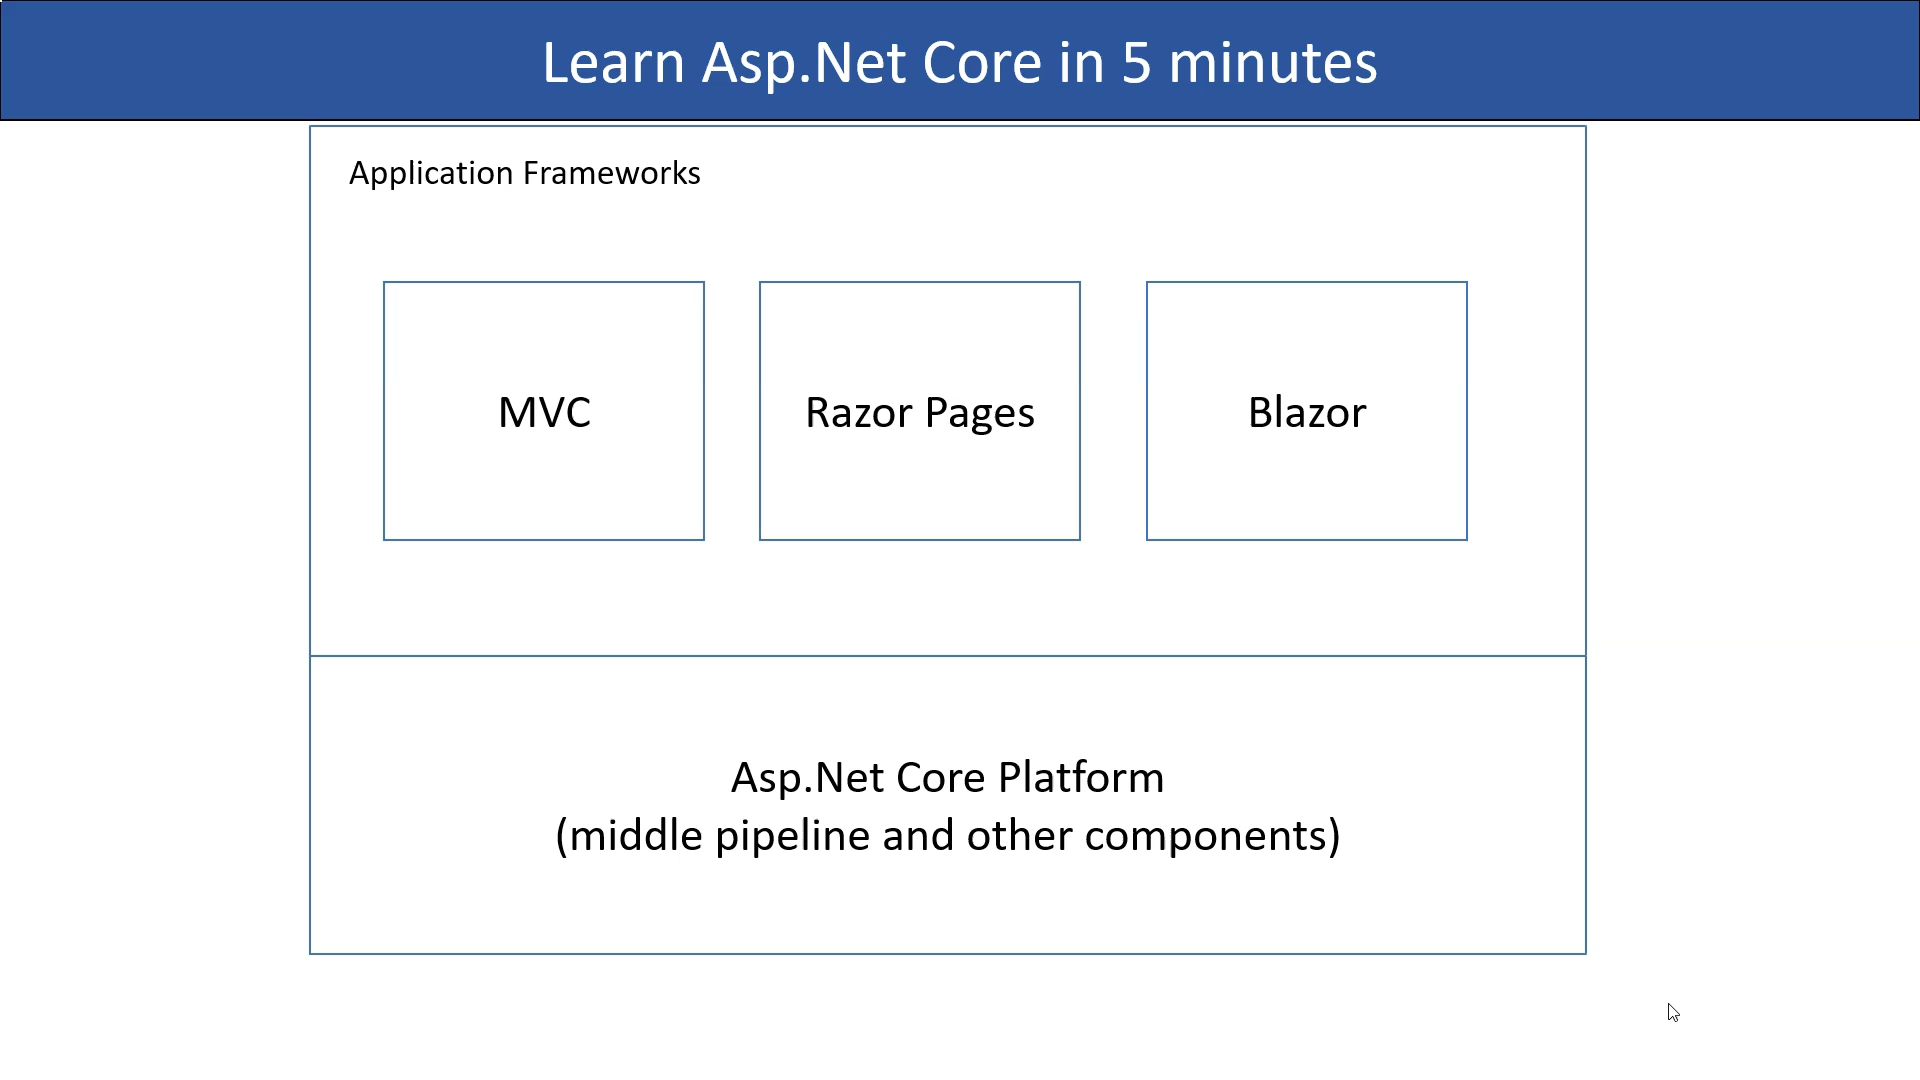 Learn Asp.Net Core in 5 minutes
Application Frameworks
MVC
Razor Pages
Blazor
Asp.Net Core Platform
(middle pipeline and other components)